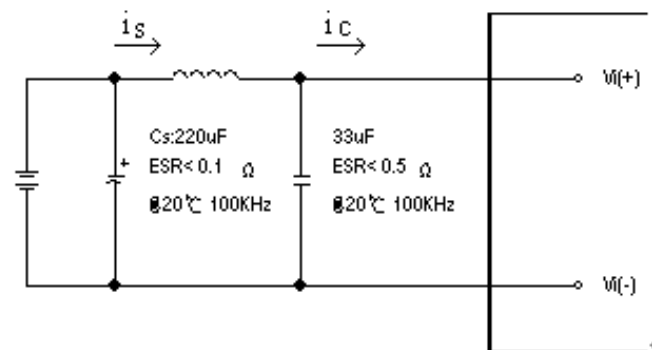 is
ic
Vi(+)
Cs:220uF
ESR< 0.1 Ω
@20℃ 100KHz
33uF
ESR< 0.5 Ω
@20℃ 100KHz
+
Vi(-)